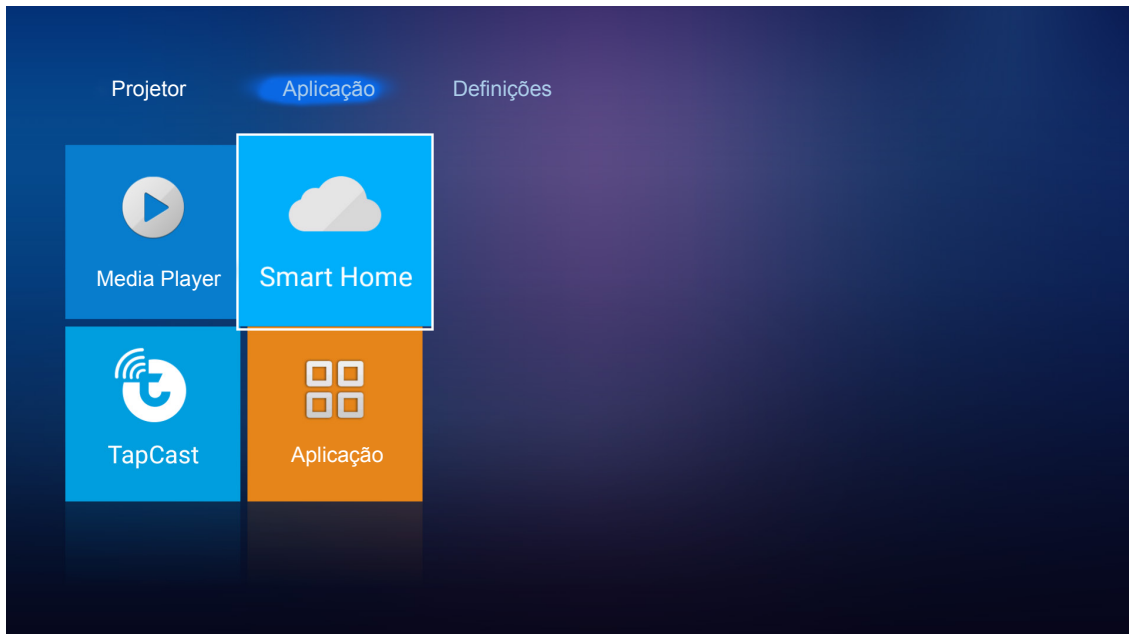 Projetor
Aplicação
Definições
Media Player
Smart Home
TapCast
Aplicação